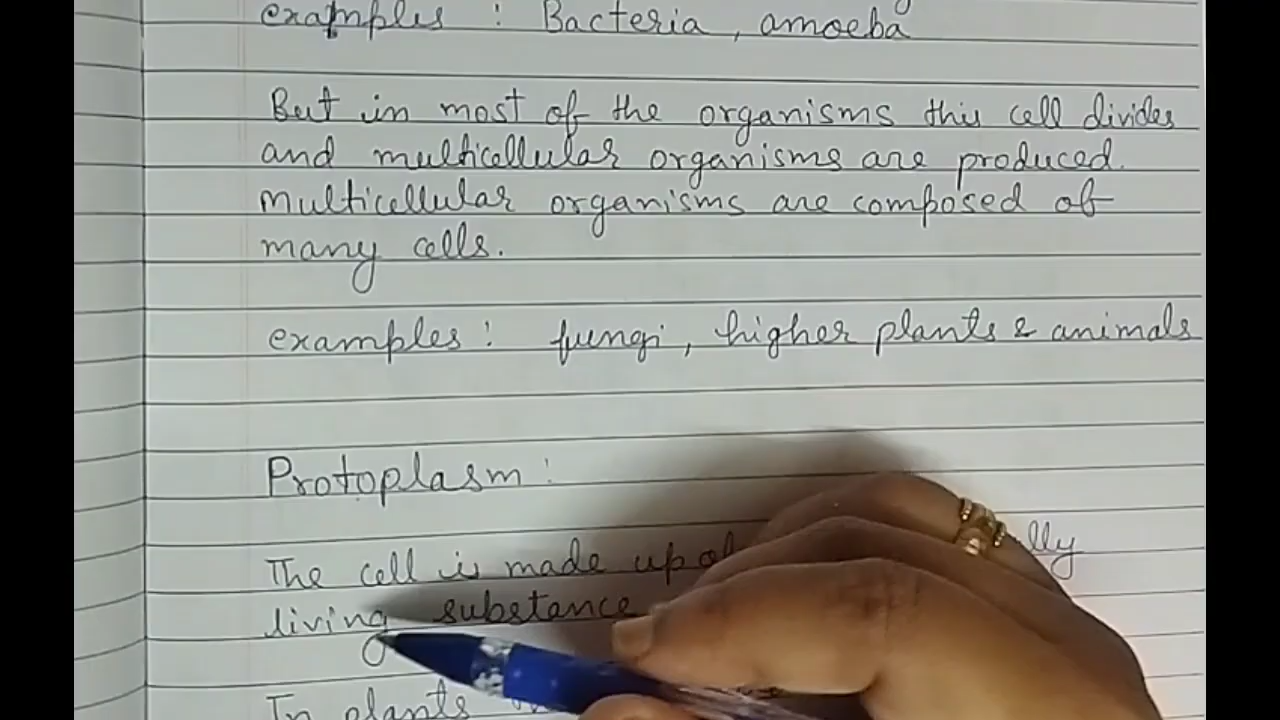 examples : Bacteria, amoeba
But in most of the organisms this cell divides
and multicellular organisms are produced.
Multicellular organisms are composed of
many cells.
examples : fungi, higher plants & animals
Protoplasm :
The cell is made up of
living substance
In plants